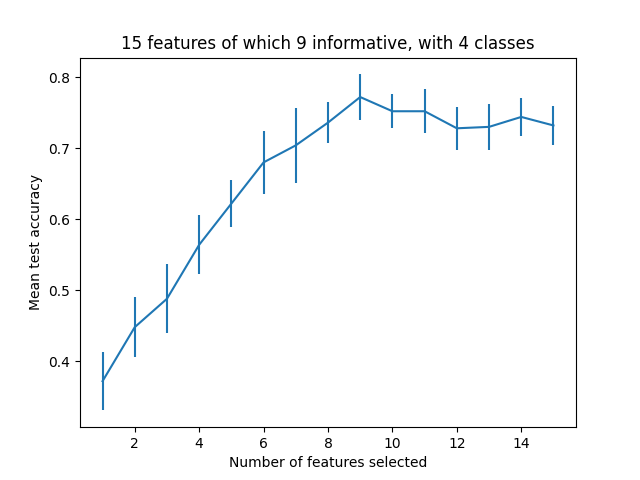 15 features of which 9 informative, with 4 classes
0.8
0.7
0.6
0.5
0.4
Mean test accuracy
2 4 6 8 10 12 14
Number of features selected